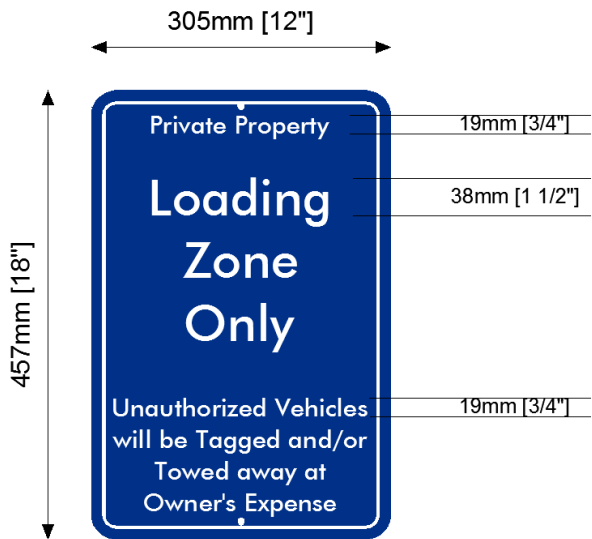 305mm [12"]
Private Property
19mm [3/4"]
Loading
38mm [1 1/2"]
Zone
Only
457mm [18"]
Unauthorized Vehicles
19mm [3/4"]
will be Tagged and/or
Towed away at
Owner's Expense